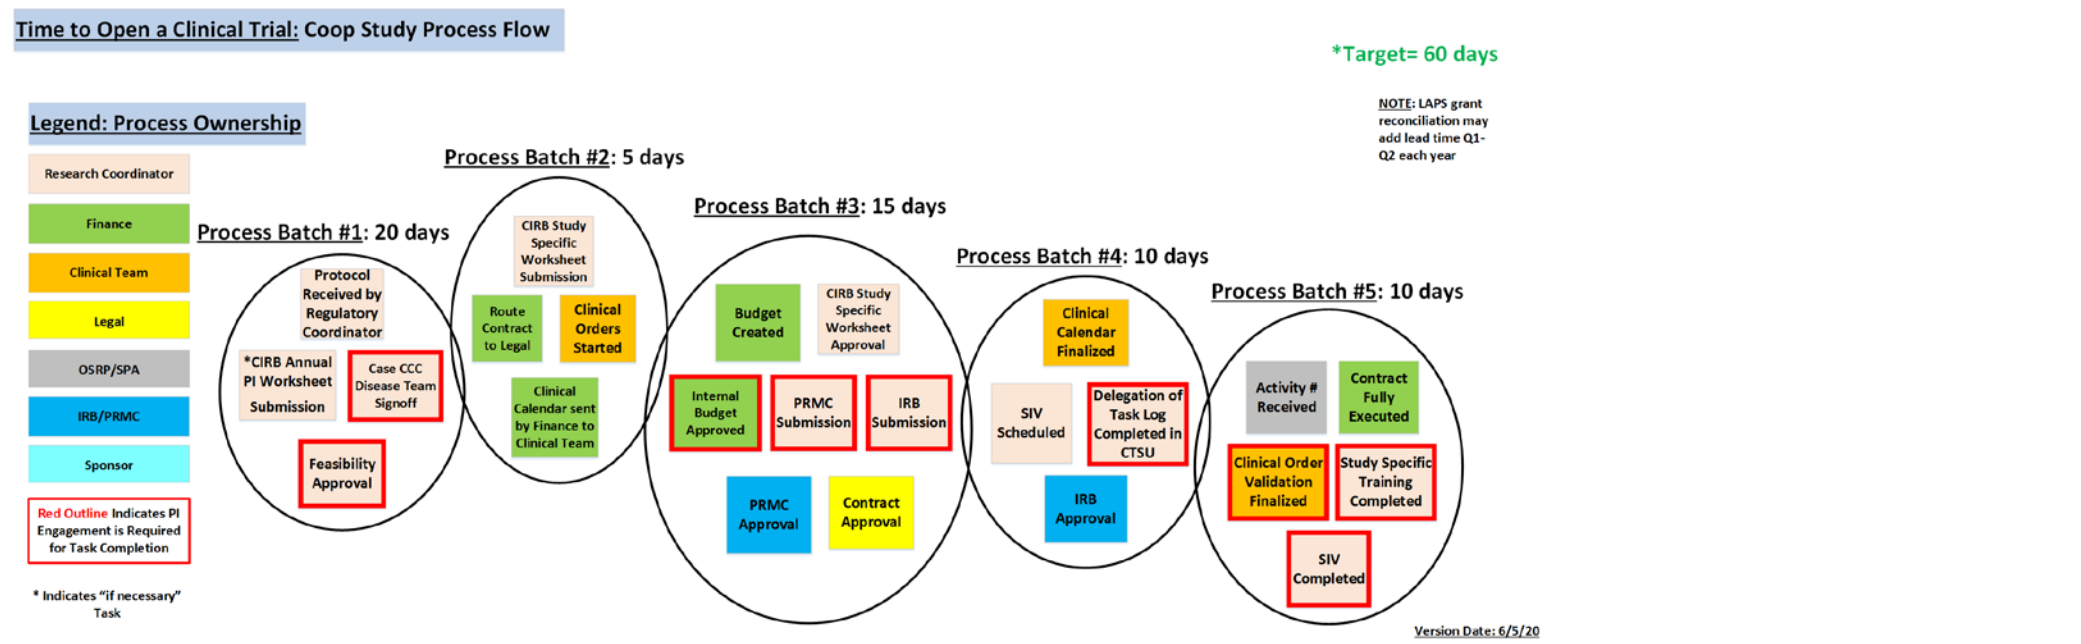 Time to Open a Clinical Trial: Coop Study Process Flow
*Target= 60 days
NOTE: LAPS grant
reconciliation may
add lead time Q1-
Q2 each year
Legend: Process Ownership
Research Coordinator
Finance
Clinical Team
Legal
OSRP/SPA
IRB/PRMC
Sponsor
Red Outline Indicates PI
Engagement is Required
for Task Completion
* Indicates “if necessary”
Task
Process Batch #1: 20 days
Protocol
Received by
Regulatory
Coordinator
*CIRB Annual
PI Worksheet
Submission
Case CCC
Disease Team
Signoff
Feasibility
Approval
Process Batch #2: 5 days
CIRB Study
Specific
Worksheet
Submission
Route
Contract
to Legal
Clinical
Orders
Started
Clinical
Calendar sent
by Finance to
Clinical Team
Process Batch #3: 15 days
Budget
Created
CIRB Study
Specific
Worksheet
Approval
Internal
Budget
Approved
PRMC
Submission
IRB
Submission
PRMC
Approval
Contract
Approval
Process Batch #4: 10 days
Clinical
Calendar
Finalized
SIV
Scheduled
Delegation of
Task Log
Completed in
CTSU
IRB
Approval
Process Batch #5: 10 days
Activity #
Received
Contract
Fully
Executed
Clinical Order
Validation
Finalized
Study Specific
Training
Completed
SIV
Completed
Version Date: 6/5/20